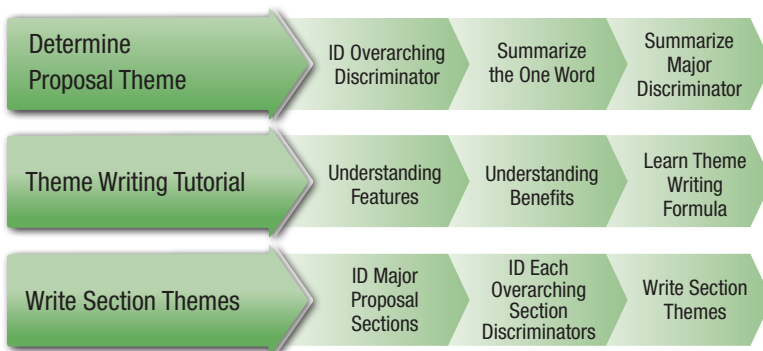 Determine
Proposal Theme
ID Overarching
Discriminator
Summarize
the One Word
Summarize
Major
Discriminator
Theme Writing Tutorial
Understanding
Features
Understanding
Benefits
Learn Theme
Writing
Formula
Write Section Themes
ID Major
Proposal
Sections
ID Each
Overarching
Section
Discriminators
Write Section
Themes